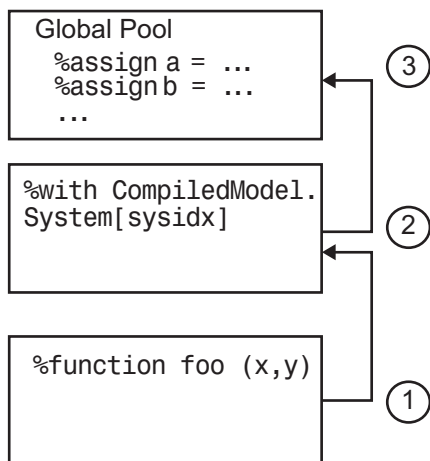 Global Pool
%assign a = ...
%assign b = ...
...
3
%with CompiledModel.
System[sysidx]
2
%function foo (x,y)
1